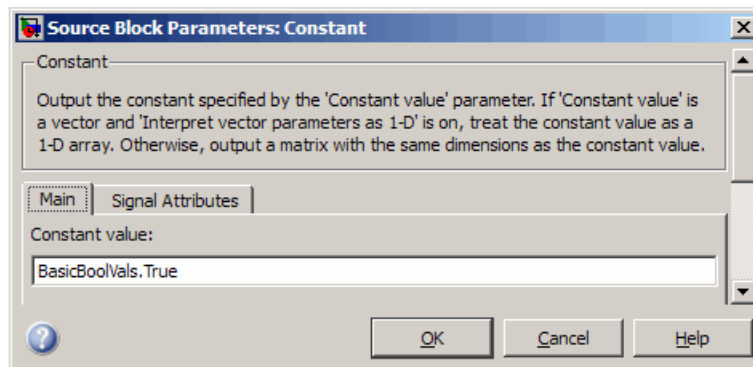 Source Block Parameters: Constant
Constant
Output the constant specified by the 'Constant value' parameter. If 'Constant value' is
a vector and 'Interpret vector parameters as 1-D' is on, treat the constant value as a
1-D array. Otherwise, output a matrix with the same dimensions as the constant value.
Main Signal Attributes
Constant value:
BasicBoolVals.True
? OK Cancel Help